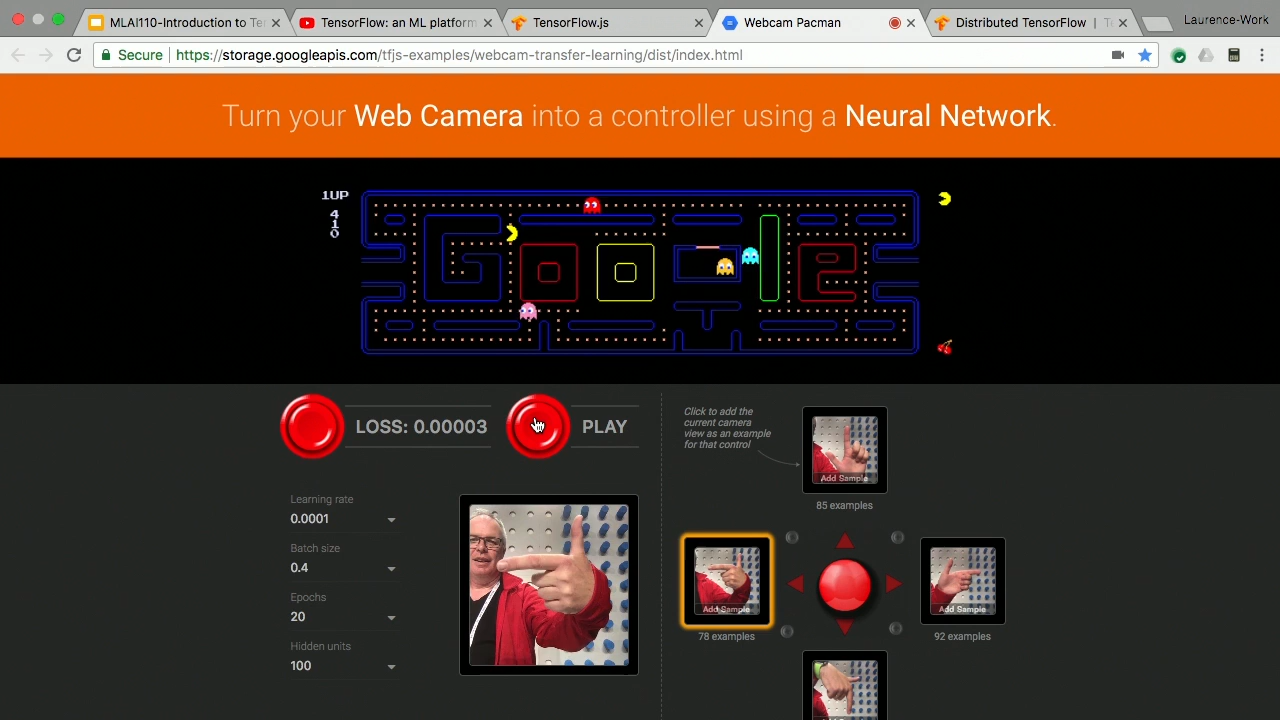 MLAI110-Introduction to Te
TensorFlow: an ML platform
TensorFlow.js
Webcam Pacman
Distributed TensorFlow | Te
Laurence-Work
Secure
https://storage.googleapis.com/tfjs-examples/webcam-transfer-learning/dist/index.html
Turn your Web Camera into a controller using a Neural Network.
1UP
4
1
0
LOSS: 0.00003
PLAY
Click to add the
current camera
view as an example
for that control
Add Sample
85 examples
Learning rate
0.0001
Batch size
0.4
Epochs
20
Hidden units
100
Add Sample
78 examples
Add Sample
92 examples